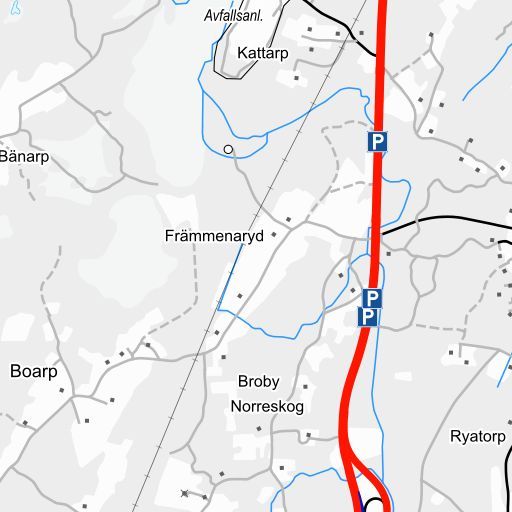 Avfallsanl.
Kattarp
P
Bänarp
Främmenaryd
P
P
Boarp
Broby
Norreskog
Ryatorp